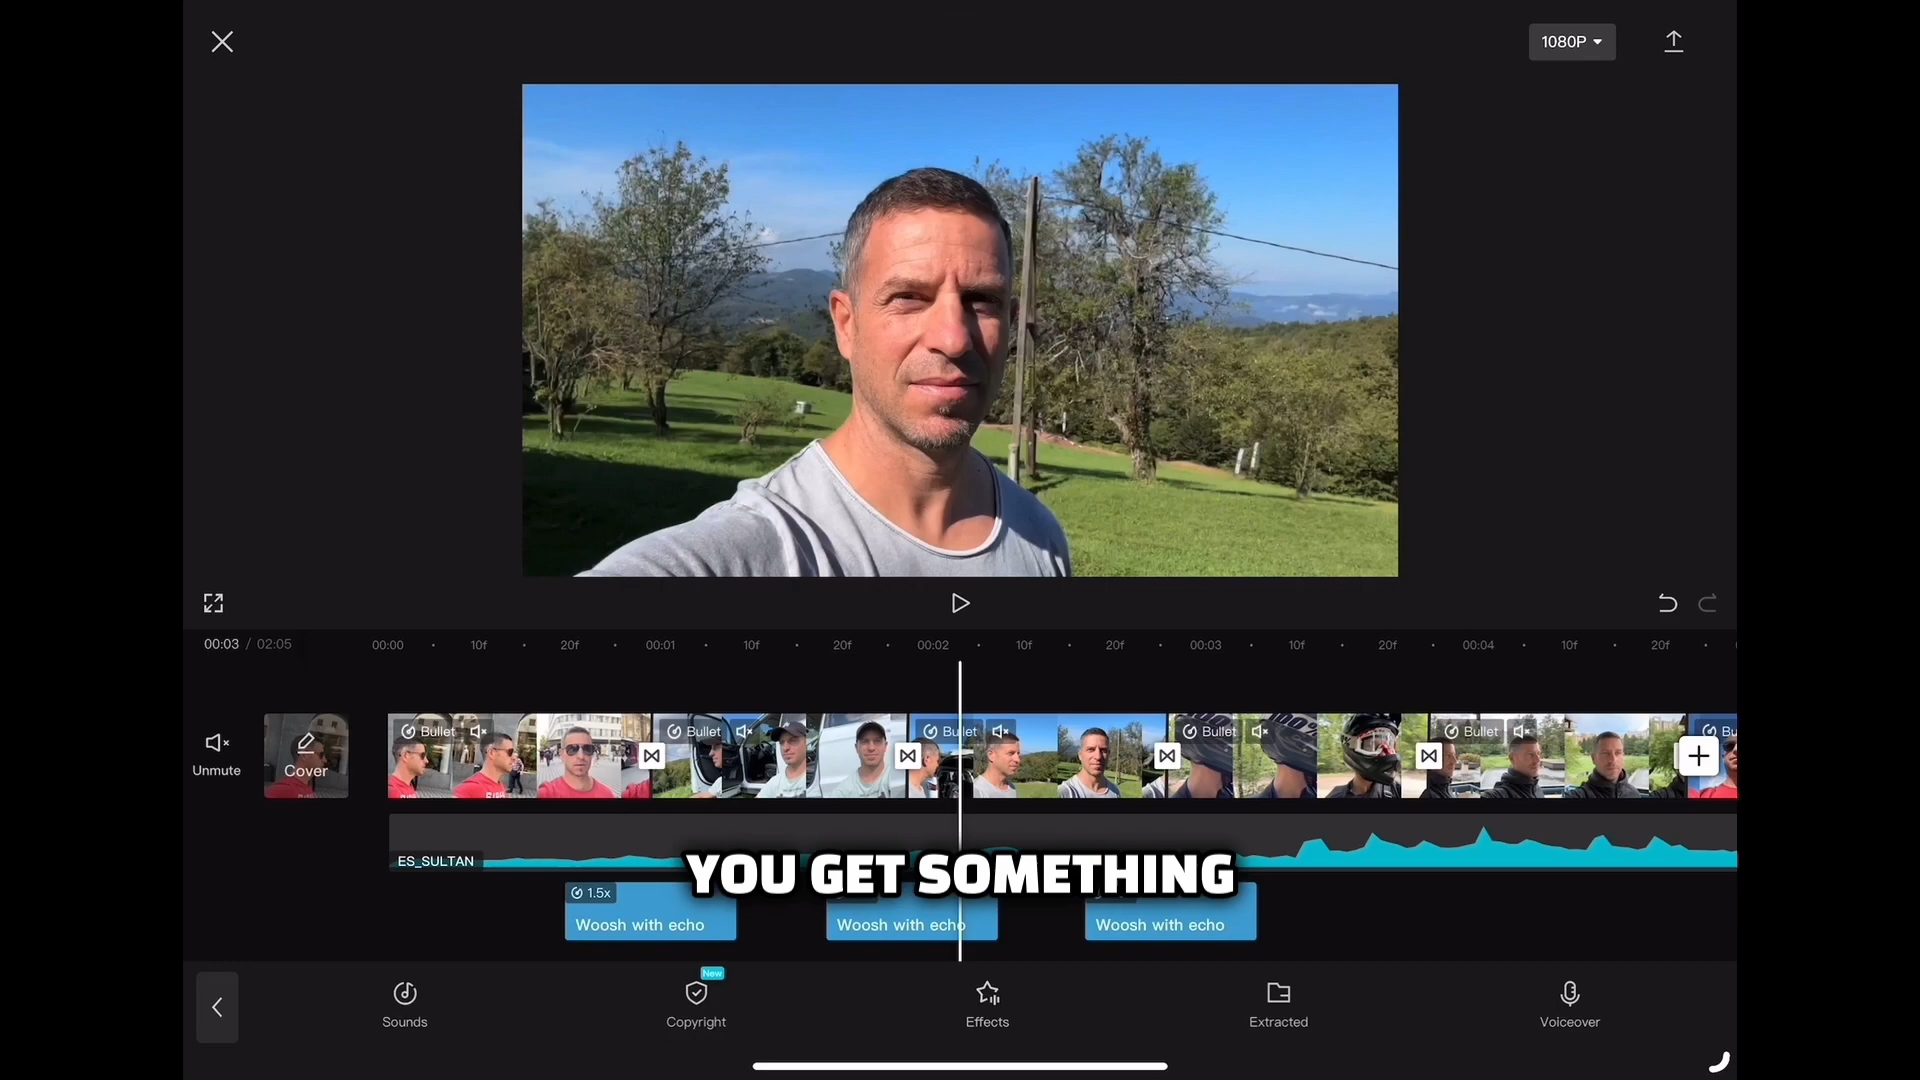 1080P
00:03 / 02:05
00:00 10f 20f 00:01 10f 20f 00:02 10f 20f 00:03 10f 20f 00:04 10f 20f
Bullet Bullet Bullet Bullet Bullet Bu
Unmute
Cover
ES_SULTAN
YOU GET SOMETHING
1.5x
Woosh with echo Woosh with echo Woosh with echo
New
Sounds Copyright Effects Extracted Voiceover